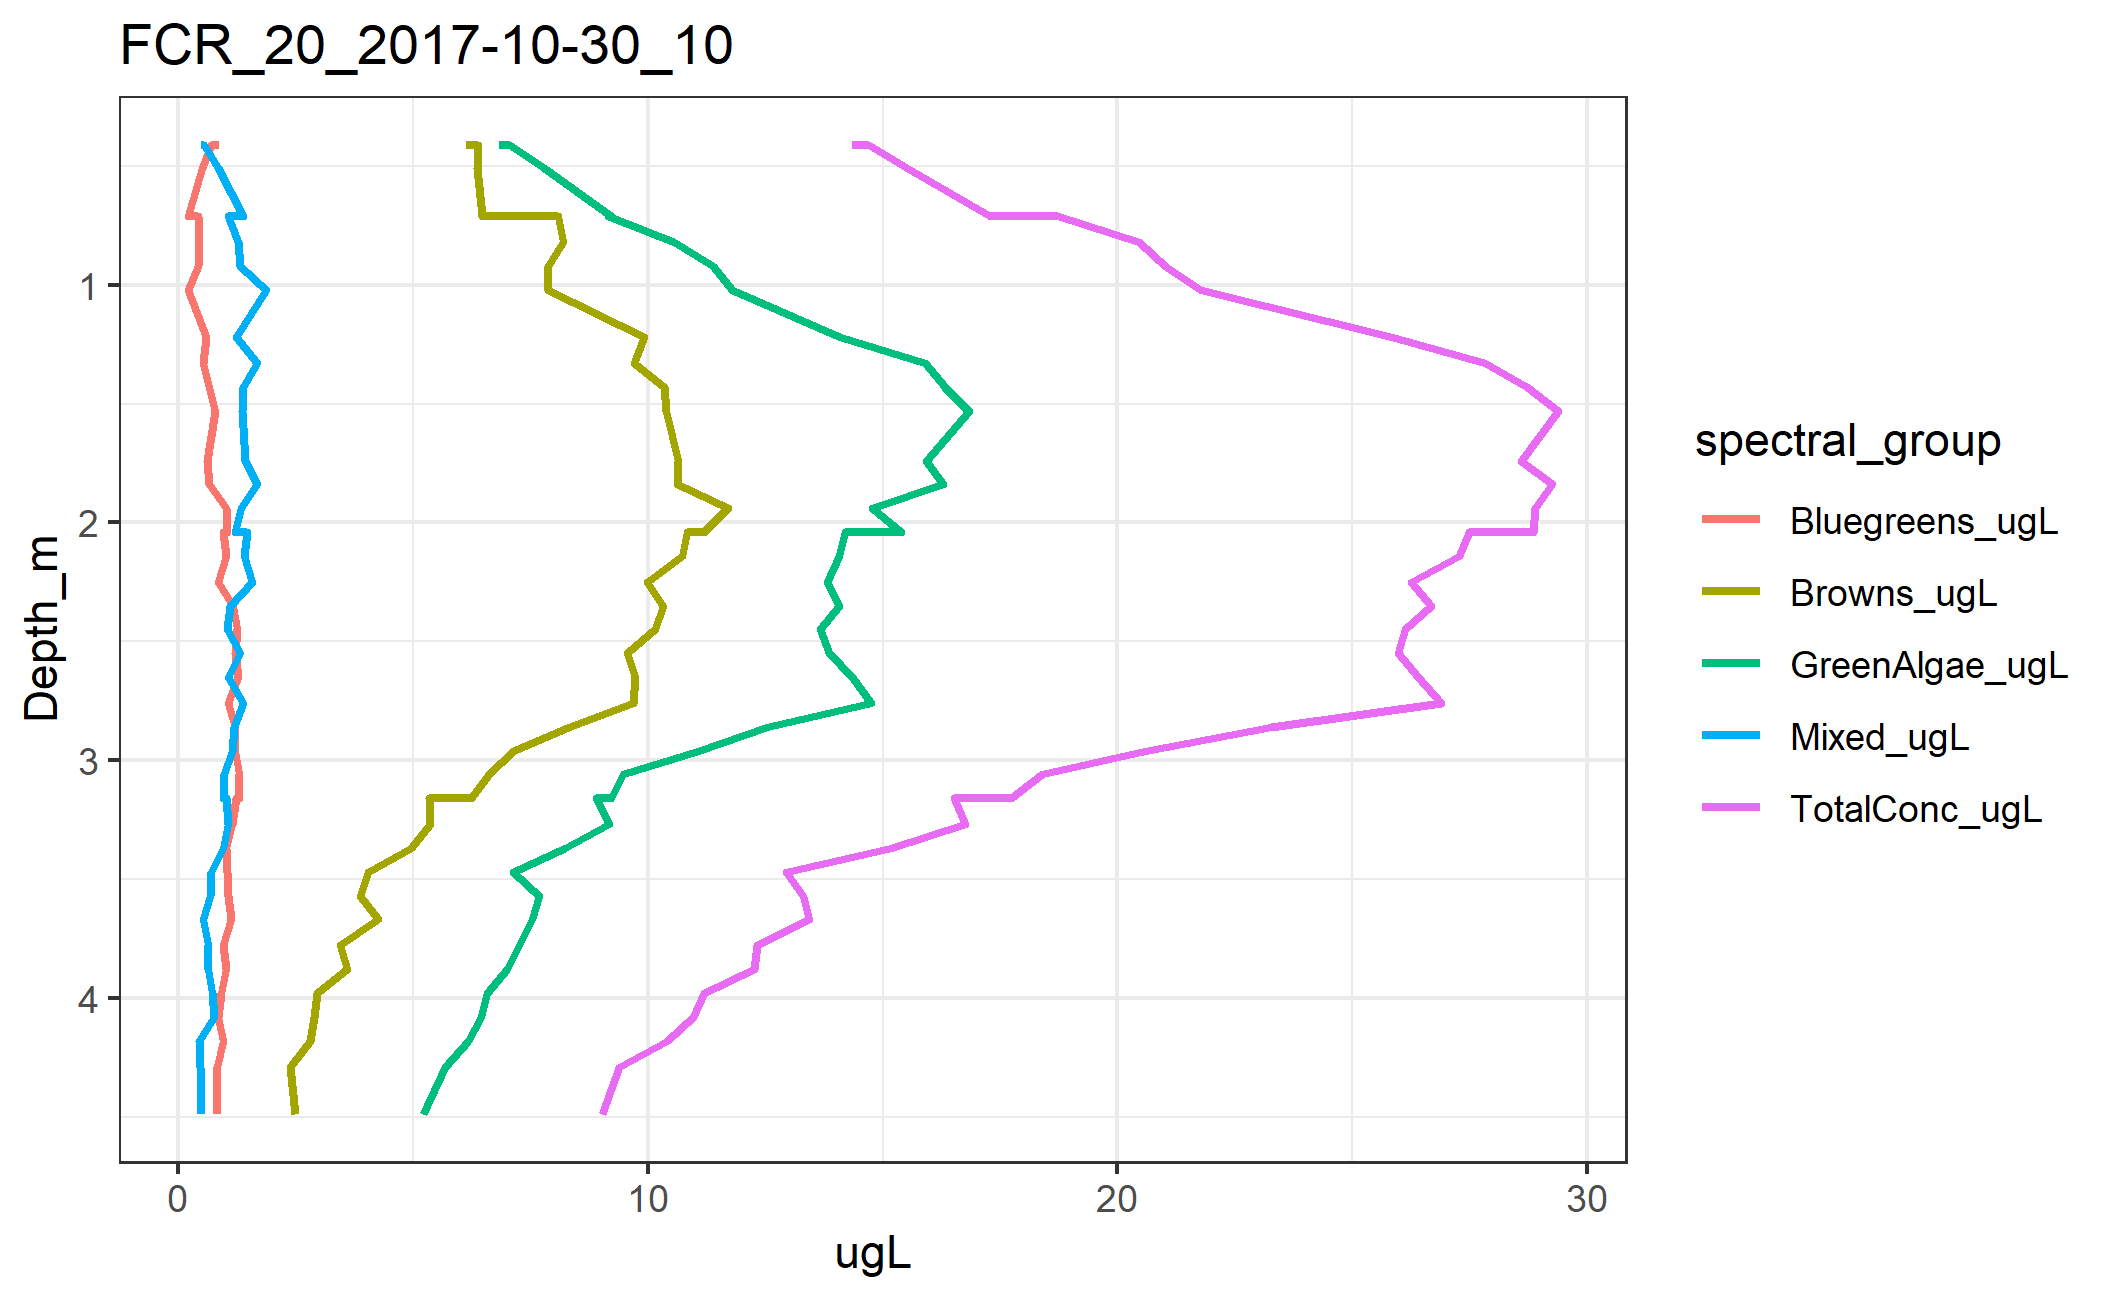 FCR_20_2017-10-30_10
Depth_m
1
2
3
4
0
10
20
30
ugL
spectral_group
Bluegreens_ugL
Browns_ugL
GreenAlgae_ugL
Mixed_ugL
TotalConc_ugL